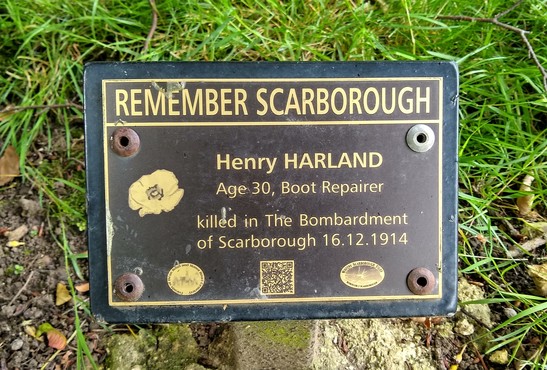 REMEMBER SCARBOROUGH
Henry HARLAND
Age 30, Boot Repairer
killed in The Bombardment
of Scarborough 16.12.1914